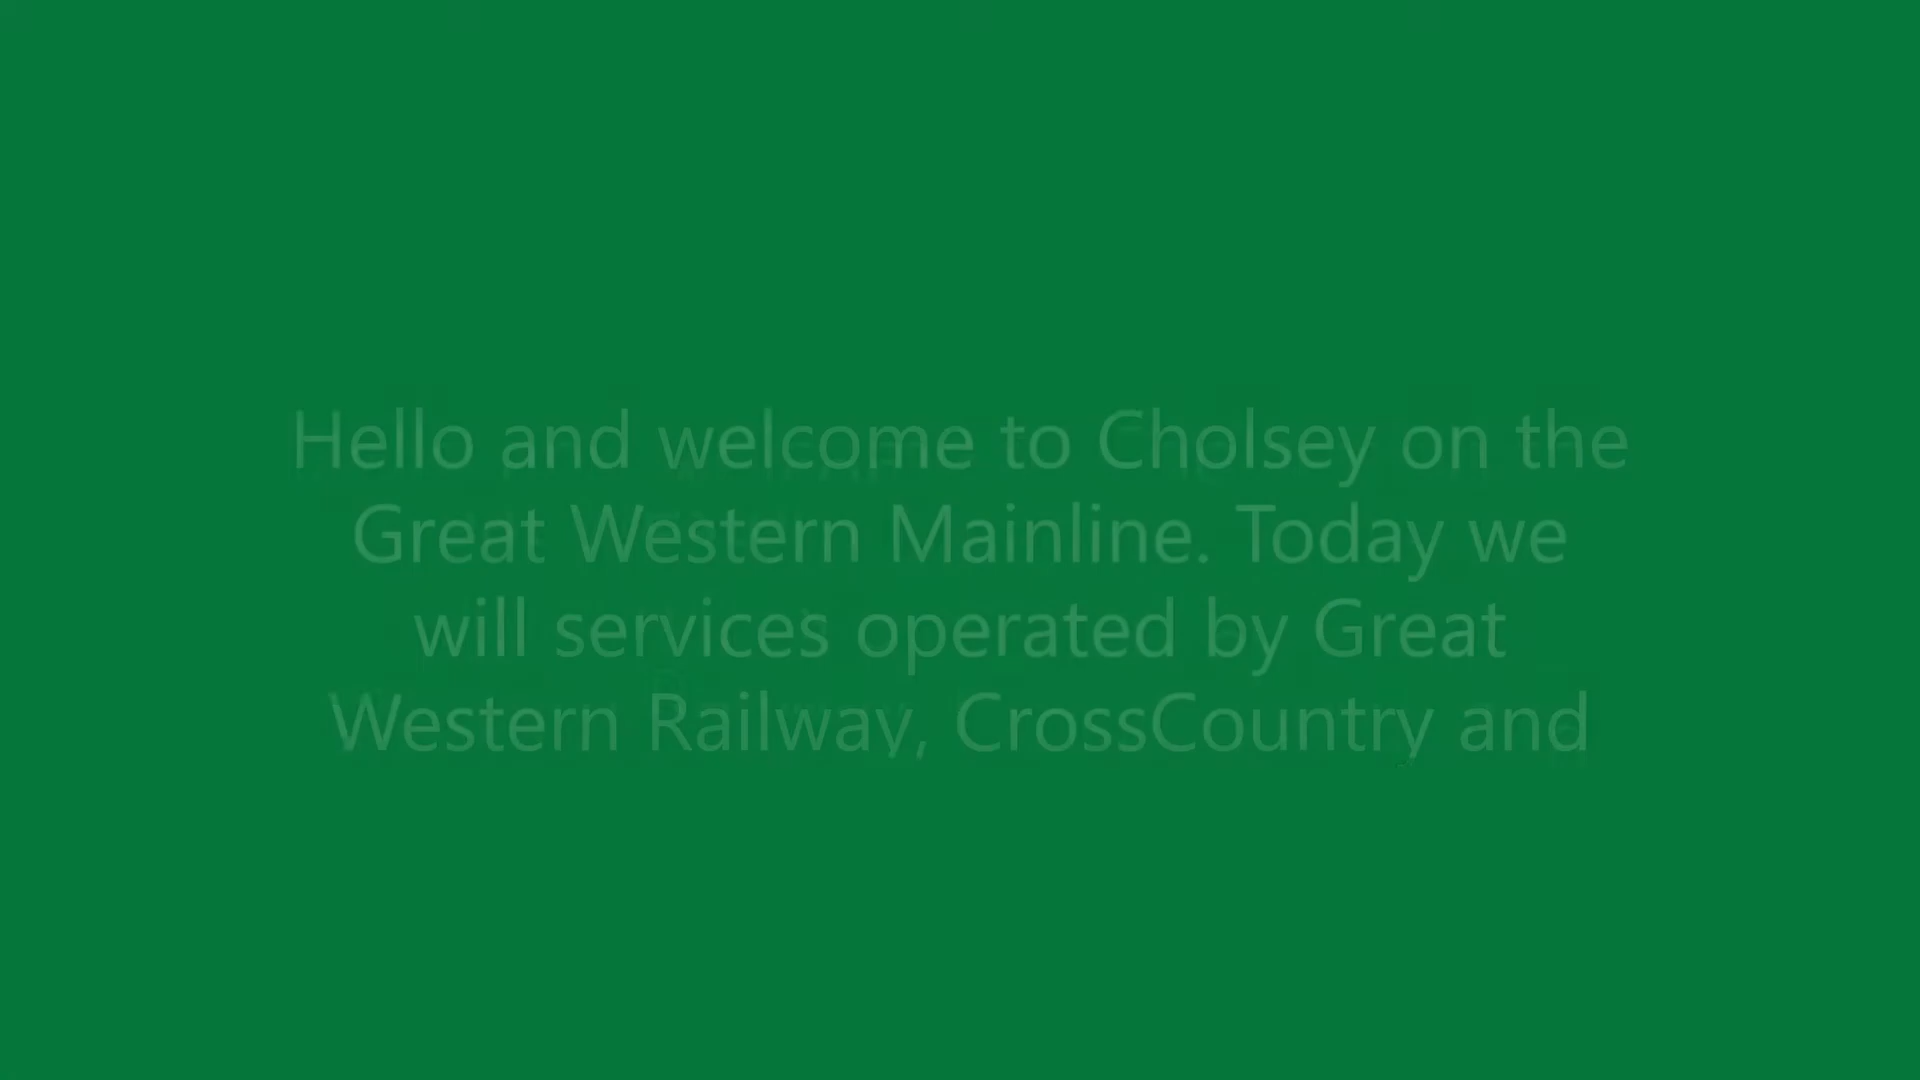 Hello and welcome to Cholsey on the
Great Western Mainline. Today we
will services operated by Great
Western Railway, CrossCountry and